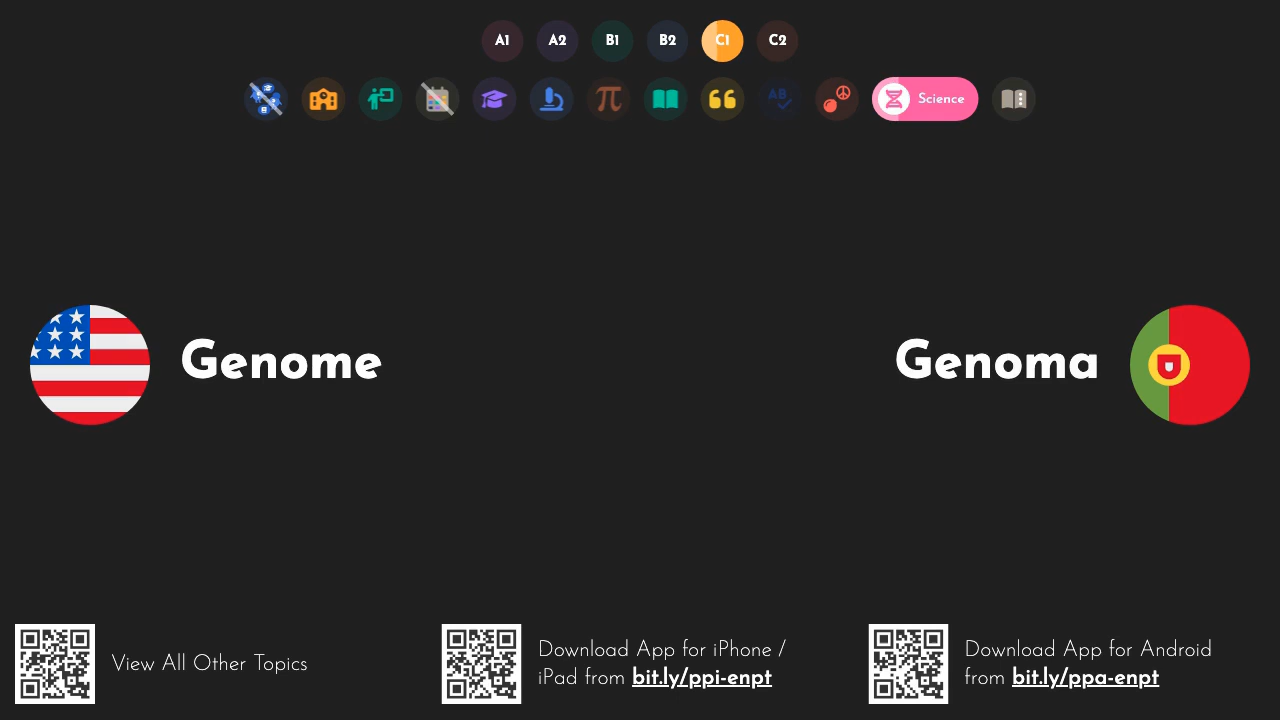 A1 A2 B1 B2 C1 C2
Science
Genome
Genoma
View All Other Topics
Download App for iPhone /
iPad from bit.ly/ppi-enpt
Download App for Android
from bit.ly/ppa-enpt